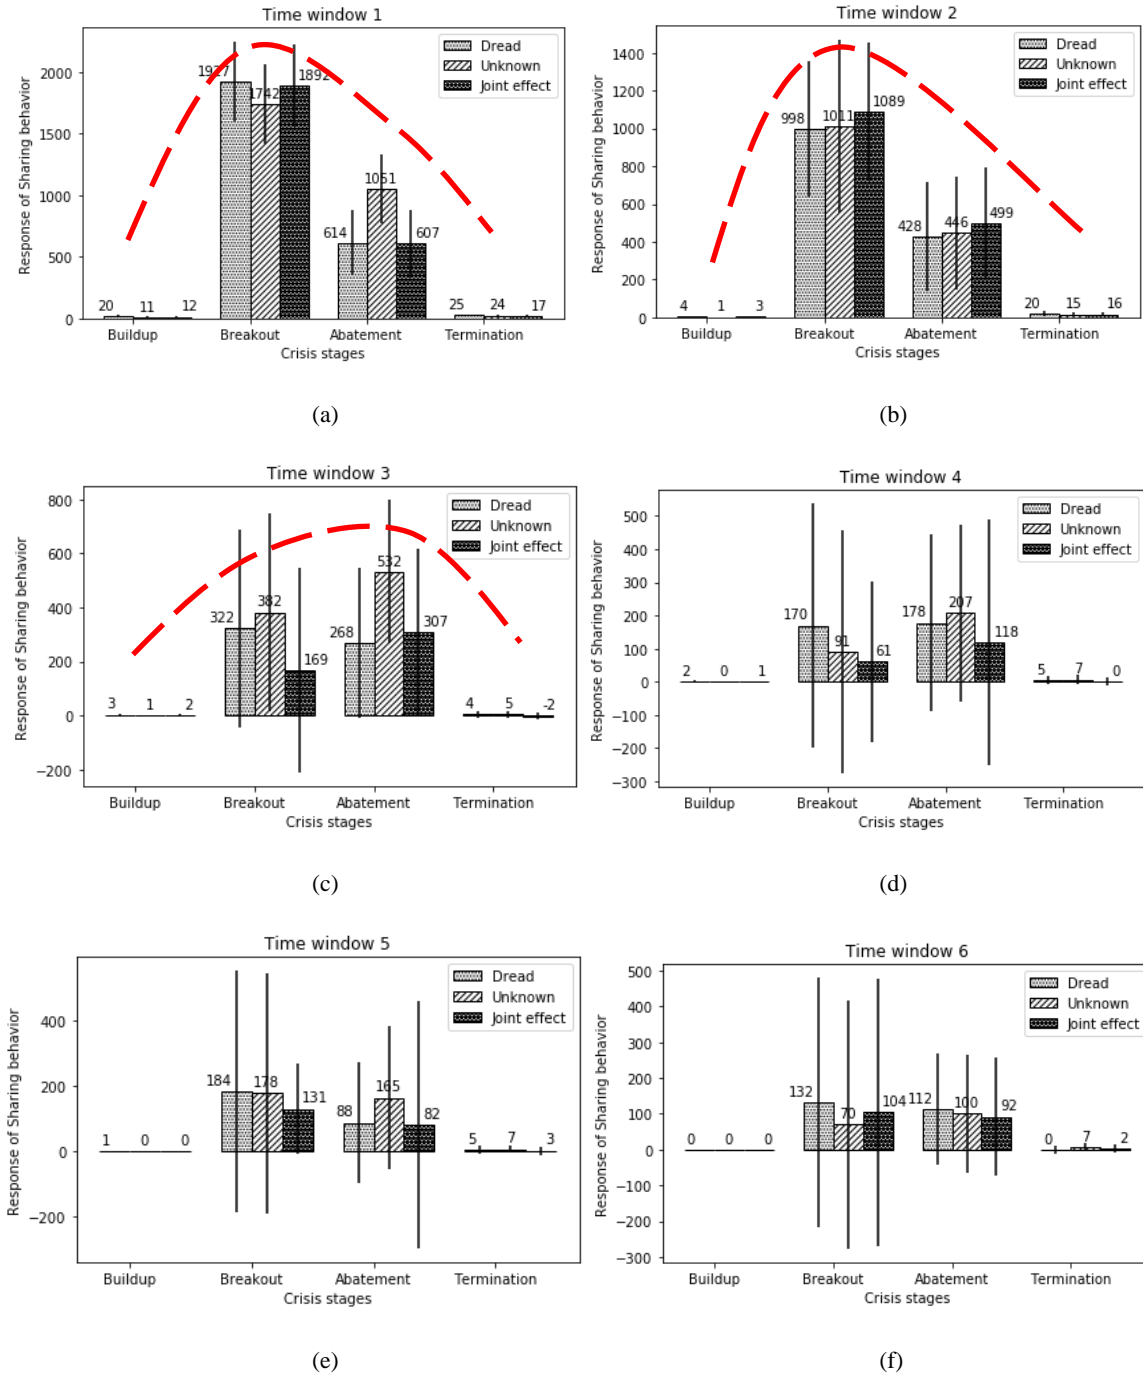 Time window 1
Response of Sharing behavior
2000
1500
1000
500
0
Dread
Unknown
Joint effect
20
11
12
1927
1742
1892
614
1051
607
25
24
17
Buildup
Breakout
Abatement
Termination
Crisis stages
(a)
Time window 2
Response of Sharing behavior
1400
1200
1000
800
600
400
200
0
Dread
Unknown
Joint effect
4
1
3
998
1011
1089
428
446
499
20
15
16
Buildup
Breakout
Abatement
Termination
Crisis stages
(b)
Time window 3
Response of Sharing behavior
800
600
400
200
0
−200
Dread
Unknown
Joint effect
3
1
2
322
382
169
268
532
307
4
5
-2
Buildup
Breakout
Abatement
Termination
Crisis stages
(c)
Time window 4
Response of Sharing behavior
500
400
300
200
100
0
−100
−200
−300
Dread
Unknown
Joint effect
2
0
1
170
91
61
178
207
118
5
7
0
Buildup
Breakout
Abatement
Termination
Crisis stages
(d)
Time window 5
Response of Sharing behavior
400
200
0
−200
Dread
Unknown
Joint effect
1
0
0
184
178
131
88
165
82
5
7
3
Buildup
Breakout
Abatement
Termination
Crisis stages
(e)
Time window 6
Response of Sharing behavior
500
400
300
200
100
0
−100
−200
−300
Dread
Unknown
Joint effect
0
0
0
132
70
104
112
100
92
0
7
2
Buildup
Breakout
Abatement
Termination
Crisis stages
(f)